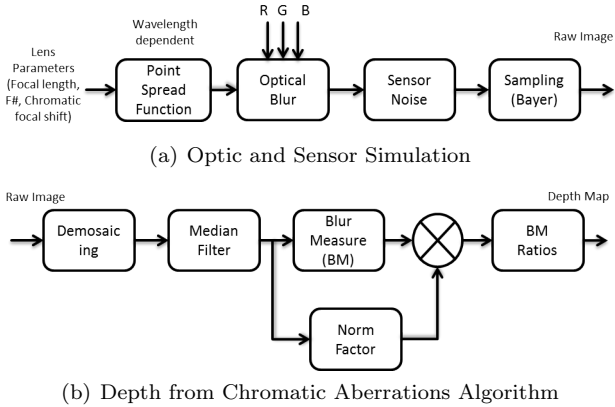 R G B
Wavelength
dependent
Raw Image
Lens
Parameters
(Focal length,
F#, Chromatic
focal shift)
Point
Spread
Function
Optical
Blur
Sensor
Noise
Sampling
(Bayer)
(a) Optic and Sensor Simulation
Raw Image
Depth Map
Demosaic
ing
Median
Filter
Blur
Measure
(BM)
BM
Ratios
Norm
Factor
(b) Depth from Chromatic Aberrations Algorithm